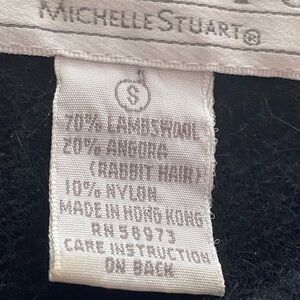 MICHELLE STUART®
S
70% LAMBSWOOL
20% ANGORA
(RABBIT HAIR)
10% NYLON
MADE IN HONG KONG
RN 58973
CARE INSTRUCTION
ON BACK